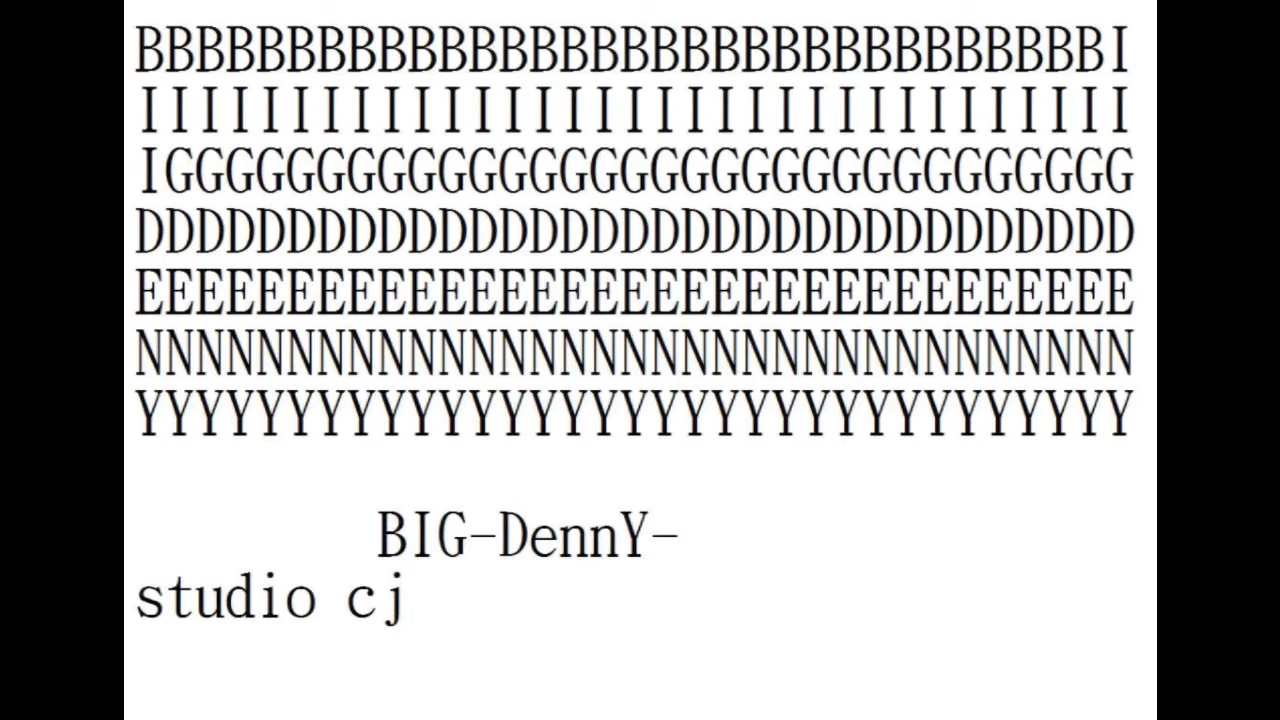 BBBBBBBBBBBBBBBBBBBBBBBBBBBBBBBBI
IIIIIIIIIIIIIIIIIIIIIIIIIIIIIIIII
IGGGGGGGGGGGGGGGGGGGGGGGGGGGGGGGG
DDDDDDDDDDDDDDDDDDDDDDDDDDDDDDDDD
EEEEEEEEEEEEEEEEEEEEEEEEEEEEEEEEE
NNNNNNNNNNNNNNNNNNNNNNNNNNNNNNNNN
YYYYYYYYYYYYYYYYYYYYYYYYYYYYYYYYY
BIG-DennY-
studio cj